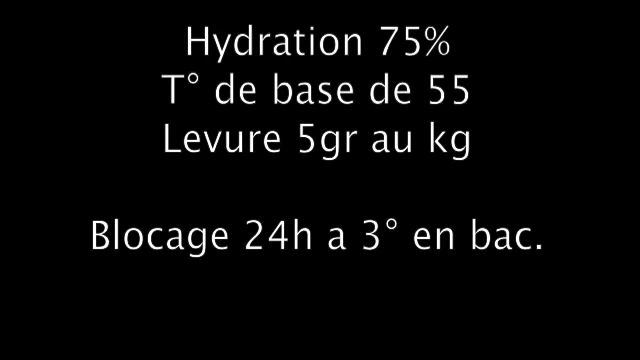 Hydration 75%
T° de base de 55
Levure 5gr au kg
Blocage 24h a 3° en bac.